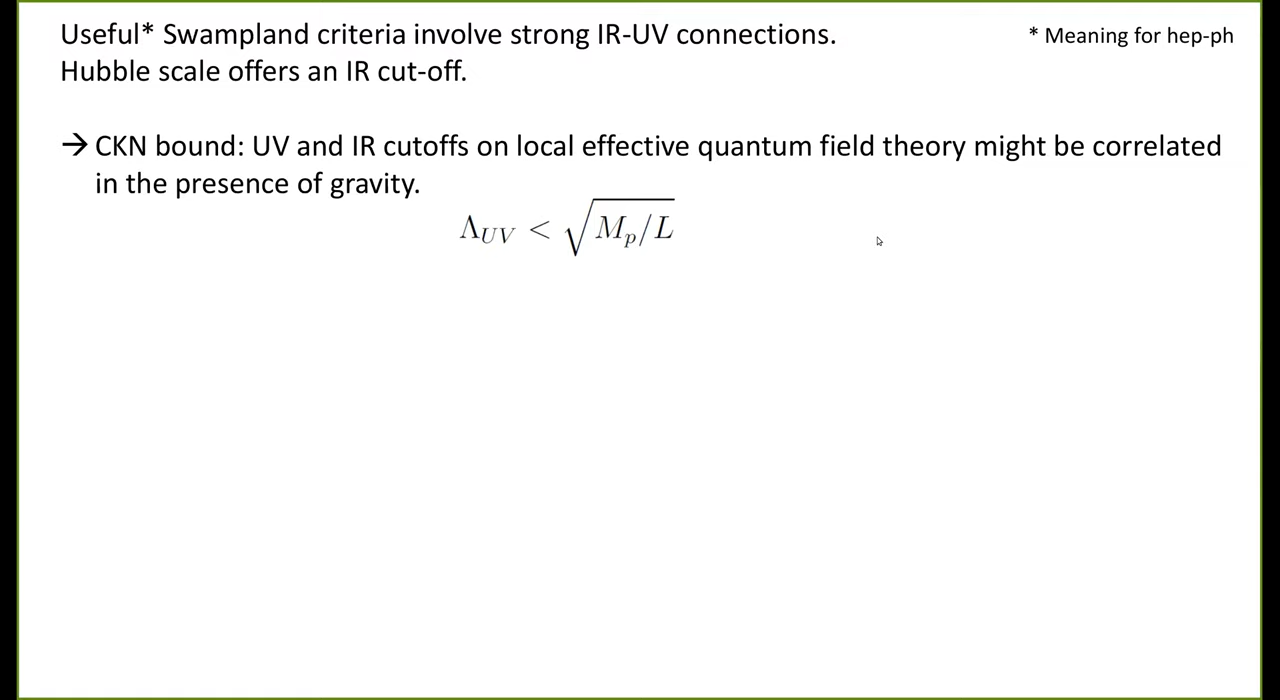 Useful* Swampland criteria involve strong IR-UV connections.
* Meaning for hep-ph
Hubble scale offers an IR cut-off.
→ CKN bound: UV and IR cutoffs on local effective quantum field theory might be correlated
in the presence of gravity.
Λ_{UV} < √(M_p/L)